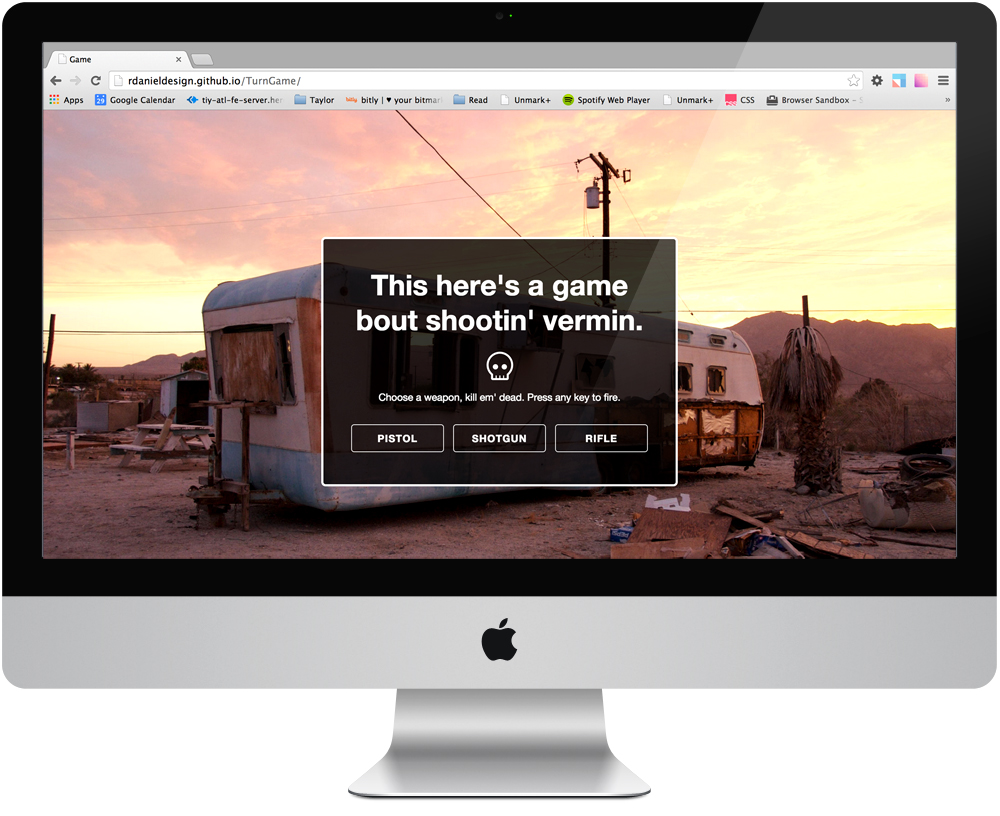 Game
rdanieldesign.github.io/TurnGame/
Apps 29 Google Calendar tiy-atl-fe-server.her Taylor bitly bitly | ♥ your bitmar Read Unmark+ Spotify Web Player Unmark+ CSS Browser Sandbox – S »
This here's a game
bout shootin' vermin.
Choose a weapon, kill em' dead. Press any key to fire.
PISTOL SHOTGUN RIFLE